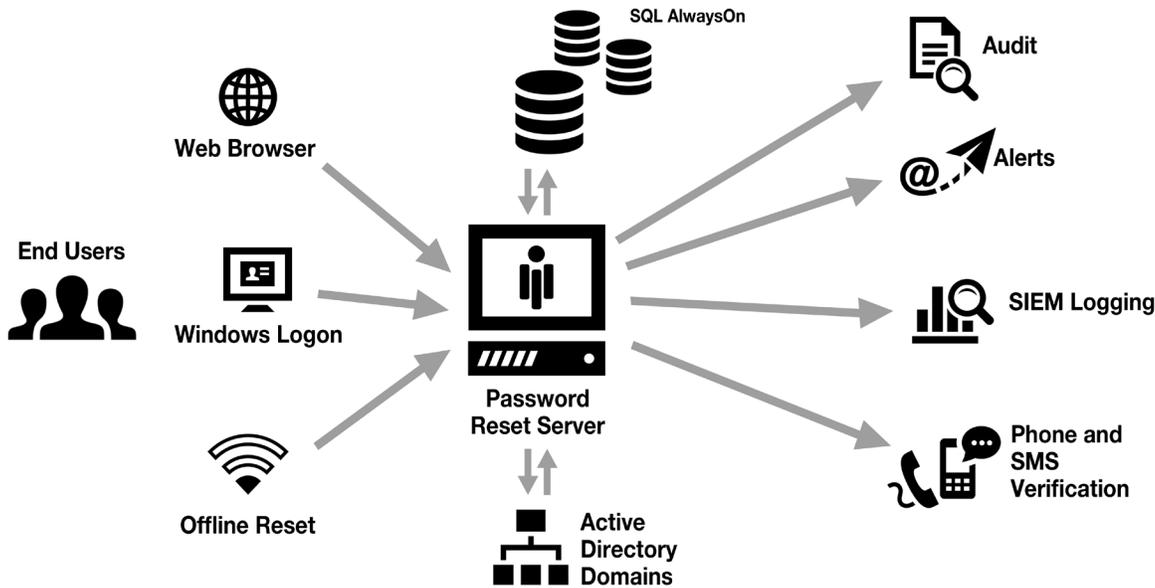 SQL AlwaysOn
Audit
Web Browser
@
Alerts
End Users
Windows Logon
SIEM Logging
Password
Reset Server
Phone and
SMS
Verification
Offline Reset
Active
Directory
Domains